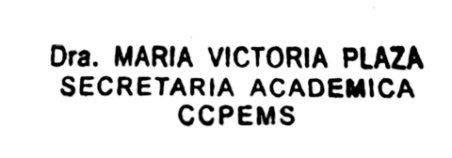 Dra. MARIA VICTORIA PLAZA
SECRETARIA ACADEMICA
CCPEMS